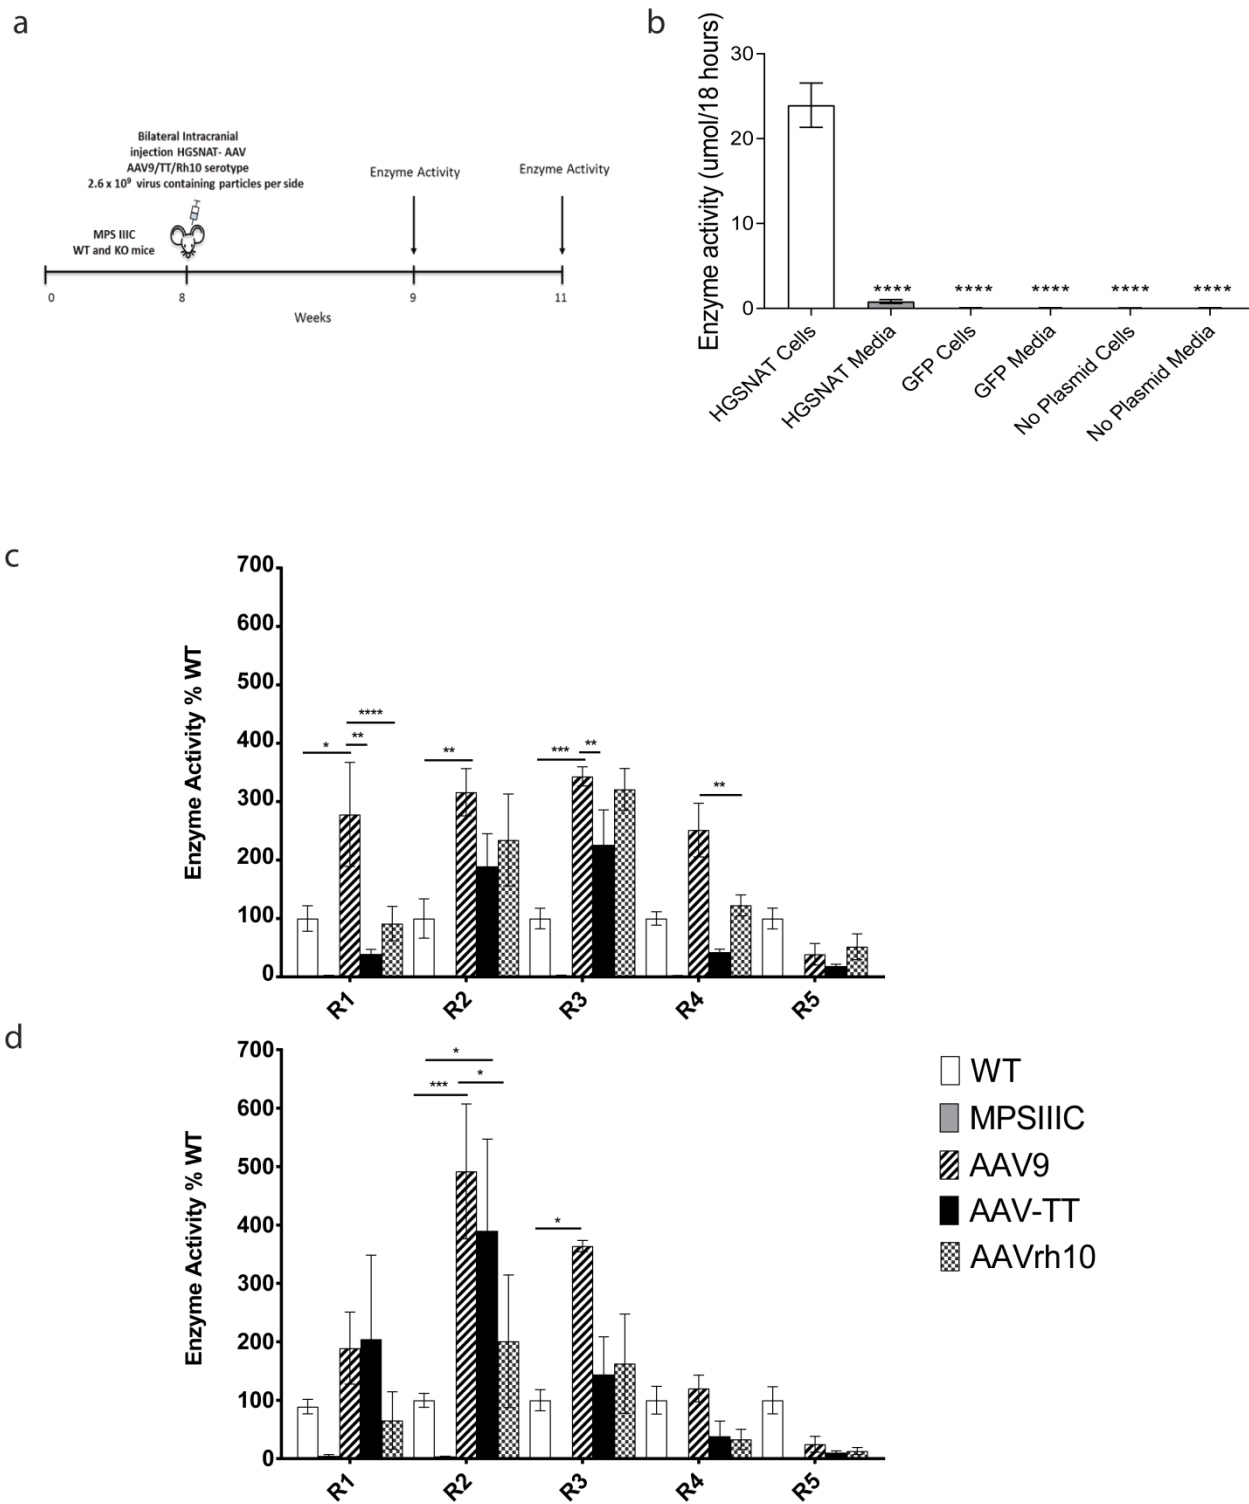 a
Bilateral Intracranial
injection HGSNAT- AAV
AAV9/TT/Rh10 serotype
2.6 x 10⁹ virus containing particles per side
MPS IIIC
WT and KO mice
Enzyme Activity
Enzyme Activity
0
8
9
11
Weeks
b
Enzyme activity (umol/18 hours)
30
20
10
0
****
****
****
****
****
HGSNAT Cells
HGSNAT Media
GFP Cells
GFP Media
No Plasmid Cells
No Plasmid Media
c
Enzyme Activity % WT
700
600
500
400
300
200
100
0
*
****
**
**
***
**
**
R1
R2
R3
R4
R5
d
Enzyme Activity % WT
700
600
500
400
300
200
100
0
*
***
*
*
R1
R2
R3
R4
R5
WT
MPSIIIC
AAV9
AAV-TT
AAVrh10